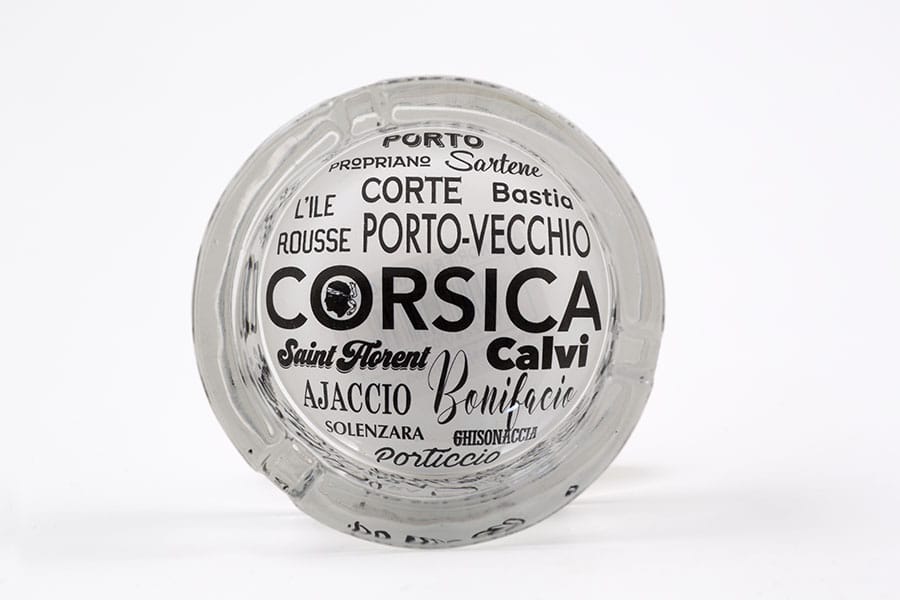 PORTO
PROPRIANO Sartene
CORTE Bastia
L'ILE ROUSSE
PORTO-VECCHIO
CORSICA
Saint Florent Calvi
AJACCIO Bonifacio
SOLENZARA GHISONACCIA
Porticcio